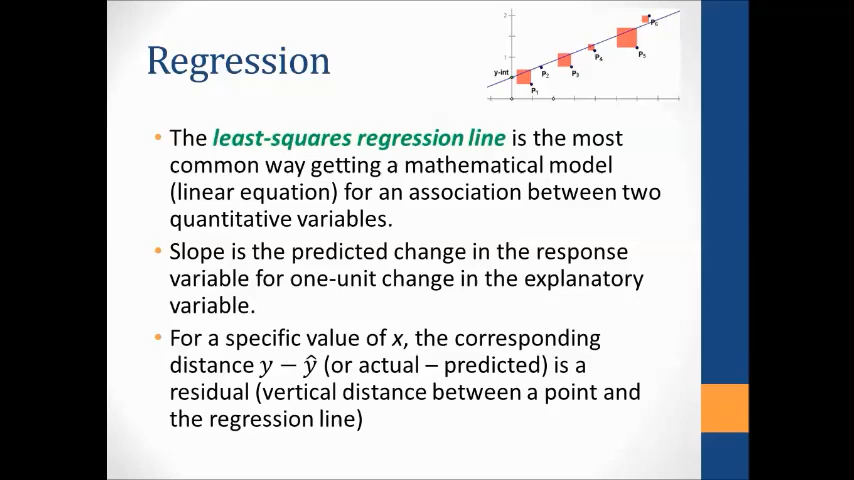 Regression
2
1
y-int
P1
P2
P3
P4
P5
P6
• The least-squares regression line is the most
common way getting a mathematical model
(linear equation) for an association between two
quantitative variables.
• Slope is the predicted change in the response
variable for one-unit change in the explanatory
variable.
• For a specific value of x, the corresponding
distance y − ŷ (or actual – predicted) is a
residual (vertical distance between a point and
the regression line)